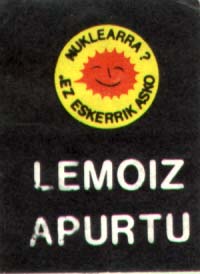 NUKLEARRA?
EZ ESKERRIK ASKO
LEMOIZ
APURTU